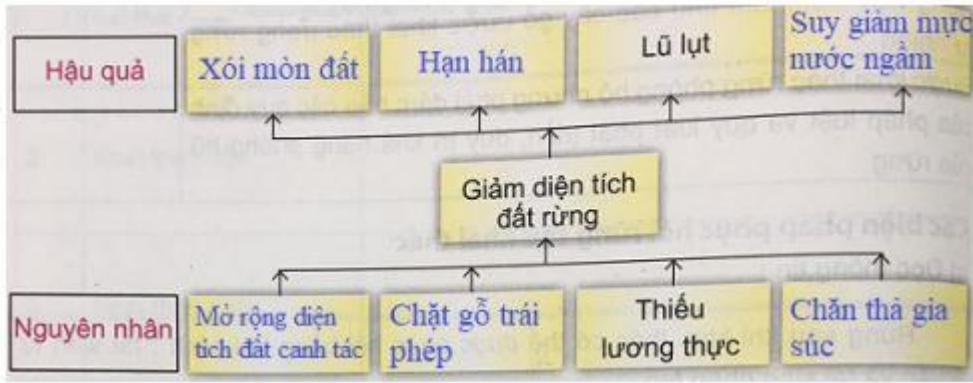 Hậu quả
Xói mòn đất
Hạn hán
Lũ lụt
Suy giảm mực
nước ngầm
Giảm diện tích
đất rừng
Nguyên nhân
Mở rộng diện
tích đất canh tác
Chặt gỗ trái
phép
Thiếu
lương thực
Chăn thả gia
súc